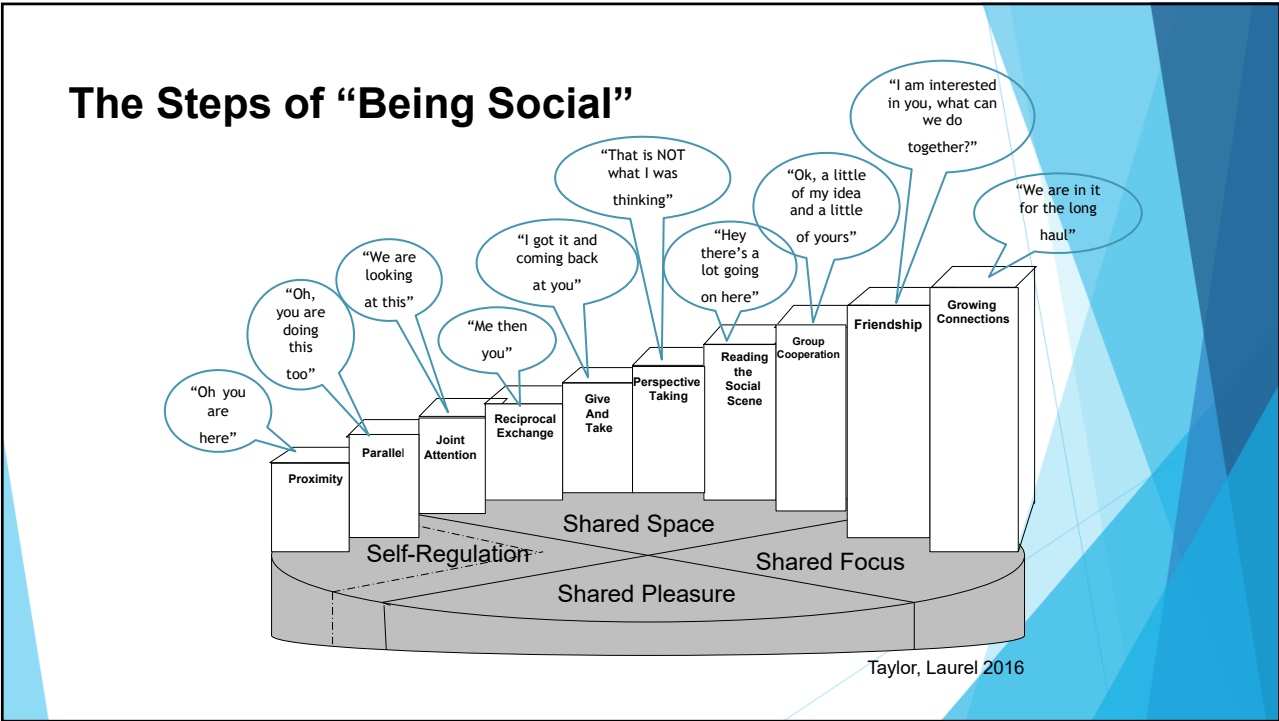 The Steps of “Being Social”
“Oh you
are
here”
“Oh,
you are
doing
this
too”
“We are
looking
at this”
“Me then
you”
“I got it and
coming back
at you”
“That is NOT
what I was
thinking”
“Hey
there’s a
lot going
on here”
“Ok, a little
of my idea
and a little
of yours”
“I am interested
in you, what can
we do
together?”
“We are in it
for the long
haul”
Proximity
Parallel
Joint
Attention
Reciprocal
Exchange
Give
And
Take
Perspective
Taking
Reading
the
Social
Scene
Group
Cooperation
Friendship
Growing
Connections
Shared Space
Self-Regulation
Shared Focus
Shared Pleasure
Taylor, Laurel 2016